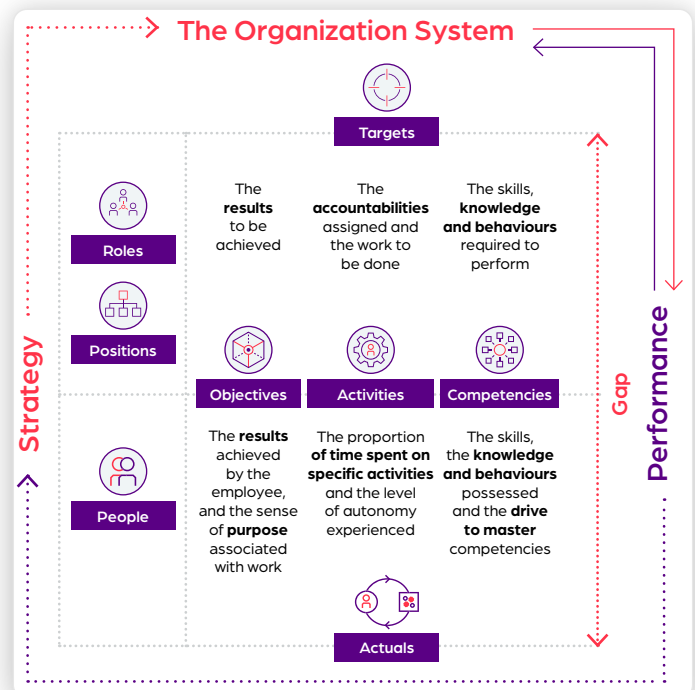 The Organization System
Targets
The
results
to be
achieved
The
accountabilities
assigned and
the work to
be done
The skills,
knowledge
and behaviours
required to
perform
Roles
Positions
Objectives
Activities
Competencies
People
The results
achieved
by the
employee,
and the sense
of purpose
associated
with work
The proportion
of time spent on
specific activities
and the level
of autonomy
experienced
The skills,
the knowledge
and behaviours
possessed
and the drive
to master
competencies
Actuals
Strategy
Gap
Performance